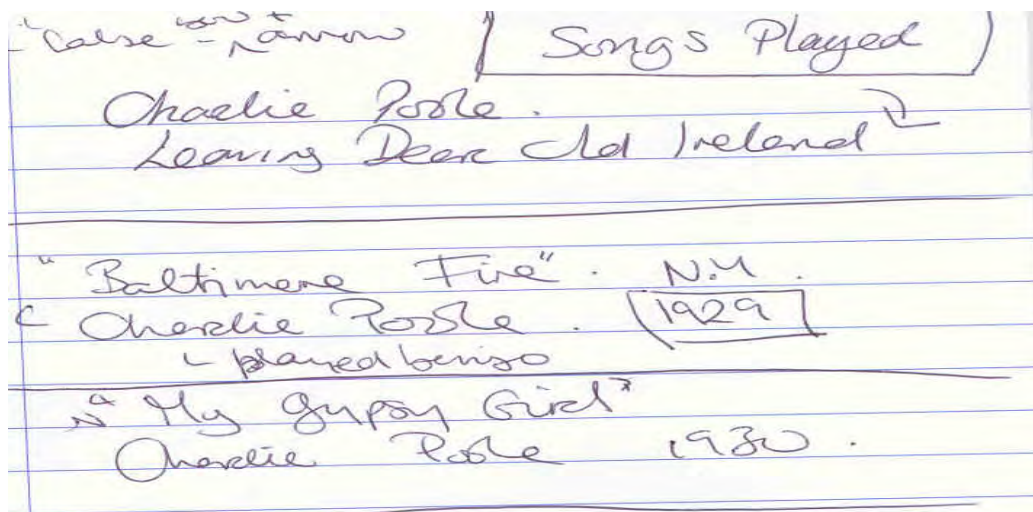 Songs Played
Charlie Poole.
Leaving Dear Old Ireland
"Baltimore Fire". N.Y.
Charlie Poole. 1929
played banjo
"My Gypsy Girl"
Charlie Poole 1930.